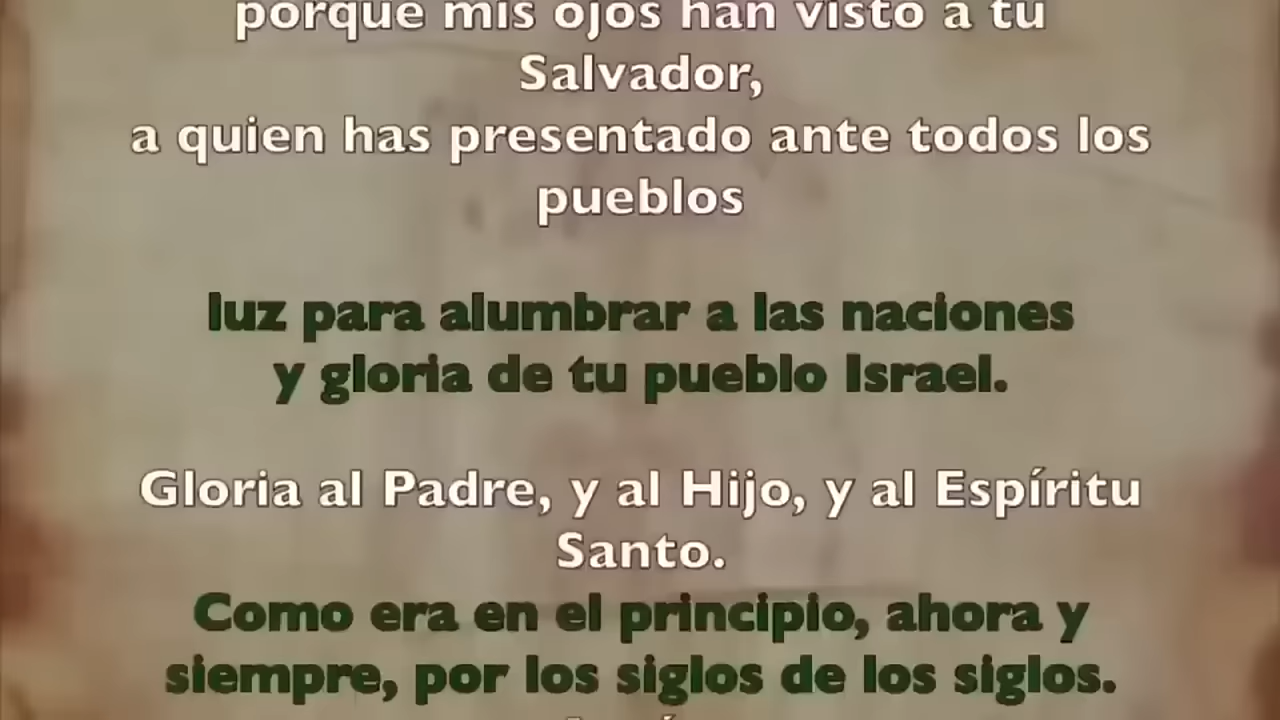 porque mis ojos han visto a tu
Salvador,
a quien has presentado ante todos los
pueblos
luz para alumbrar a las naciones
y gloria de tu pueblo Israel.
Gloria al Padre, y al Hijo, y al Espíritu
Santo.
Como era en el principio, ahora y
siempre, por los siglos de los siglos.